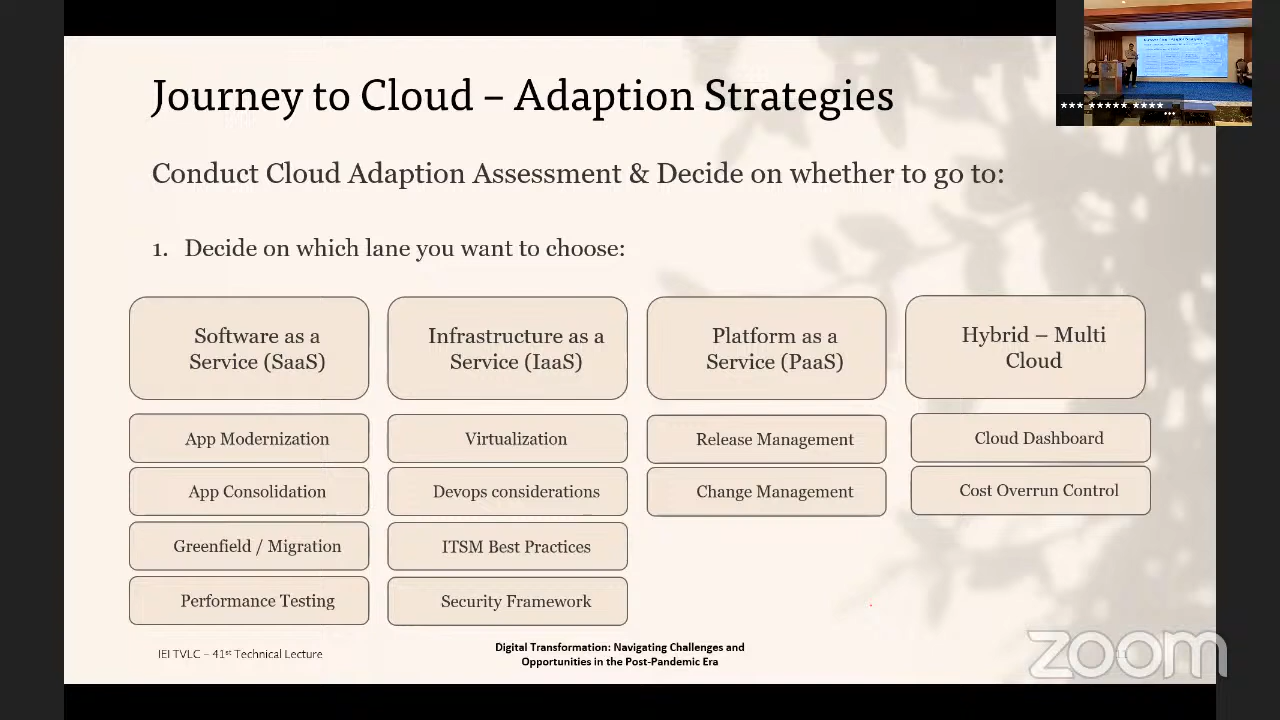 Journey to Cloud – Adaption Strategies
Conduct Cloud Adaption Assessment & Decide on whether to go to:
1. Decide on which lane you want to choose:
Software as a
Service (SaaS)
Infrastructure as a
Service (IaaS)
Platform as a
Service (PaaS)
Hybrid – Multi
Cloud
App Modernization
Virtualization
Release Management
Cloud Dashboard
App Consolidation
Devops considerations
Change Management
Cost Overrun Control
Greenfield / Migration
ITSM Best Practices
Performance Testing
Security Framework
IEI TVLC – 41st Technical Lecture
Digital Transformation: Navigating Challenges and
Opportunities in the Post-Pandemic Era
zoom
*** ***** ****...